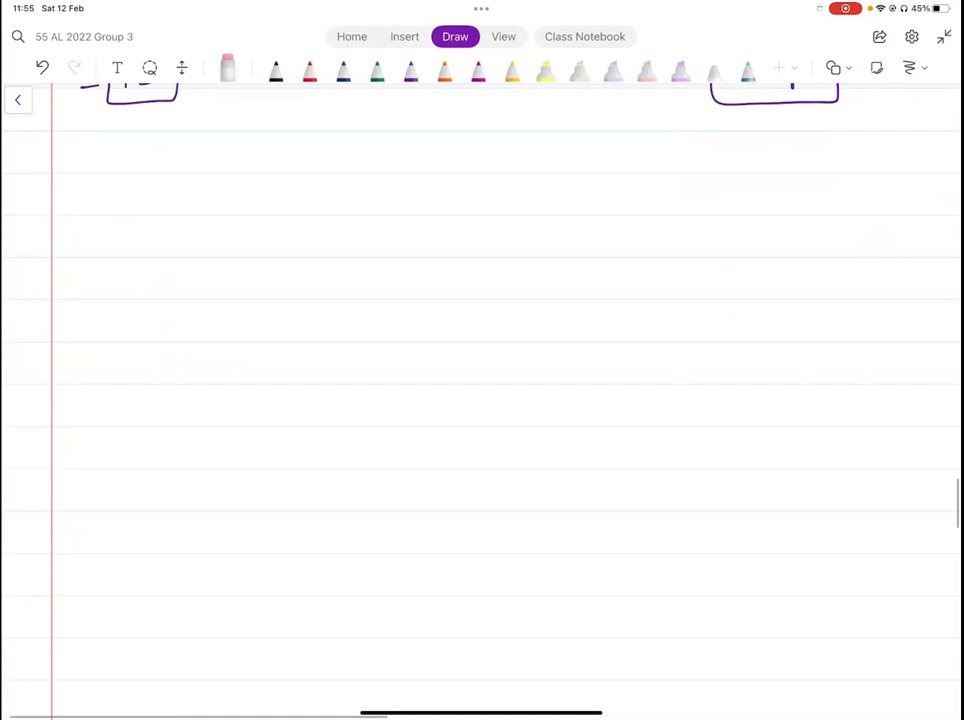 11:55 Sat 12 Feb 45%
55 AL 2022 Group 3 Home Insert Draw View Class Notebook
T